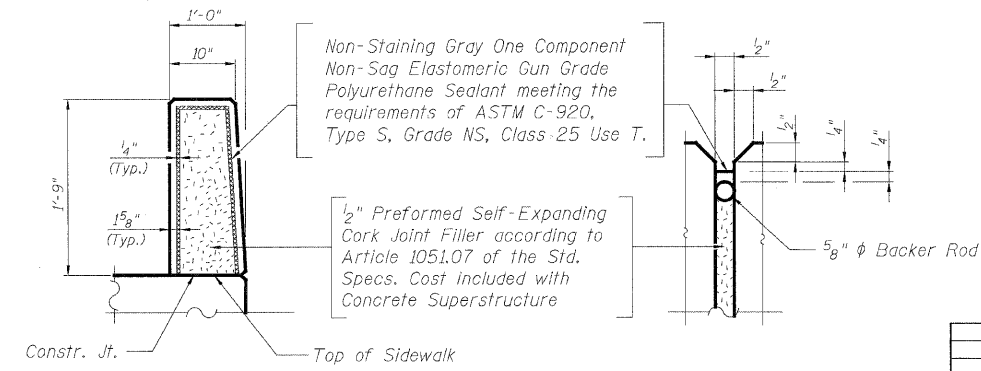 1'-0"
10"
1'-9"
1/4"
(Typ.)
1 5/8"
(Typ.)
Non-Staining Gray One Component
Non-Sag Elastomeric Gun Grade
Polyurethane Sealant meeting the
requirements of ASTM C-920,
Type S, Grade NS, Class 25 Use T.
1/2" Preformed Self-Expanding
Cork Joint Filler according to
Article 1051.07 of the Std.
Specs. Cost included with
Concrete Superstructure
Constr. Jt.
Top of Sidewalk
1/2"
1/2"
1/2"
1/4"
1/4"
5/8" ϕ Backer Rod